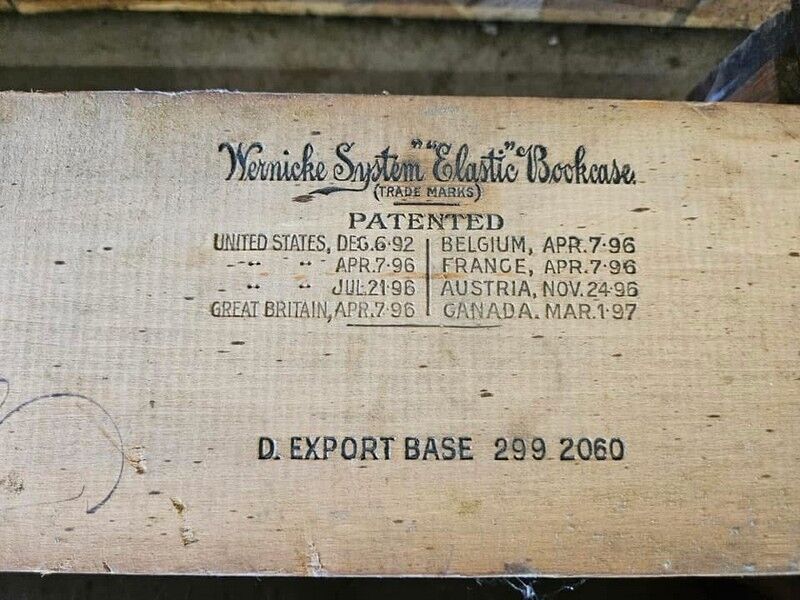 Wernicke System "Elastic" Bookcase.
(TRADE MARKS)
PATENTED
UNITED STATES, DEC. 6·92 | BELGIUM, APR. 7·96
" " APR. 7·96 | FRANCE, APR. 7·96
" " JUL. 21·96 | AUSTRIA, NOV. 24·96
GREAT BRITAIN, APR. 7·96 | CANADA. MAR. 1·97
D. EXPORT BASE 299 2060